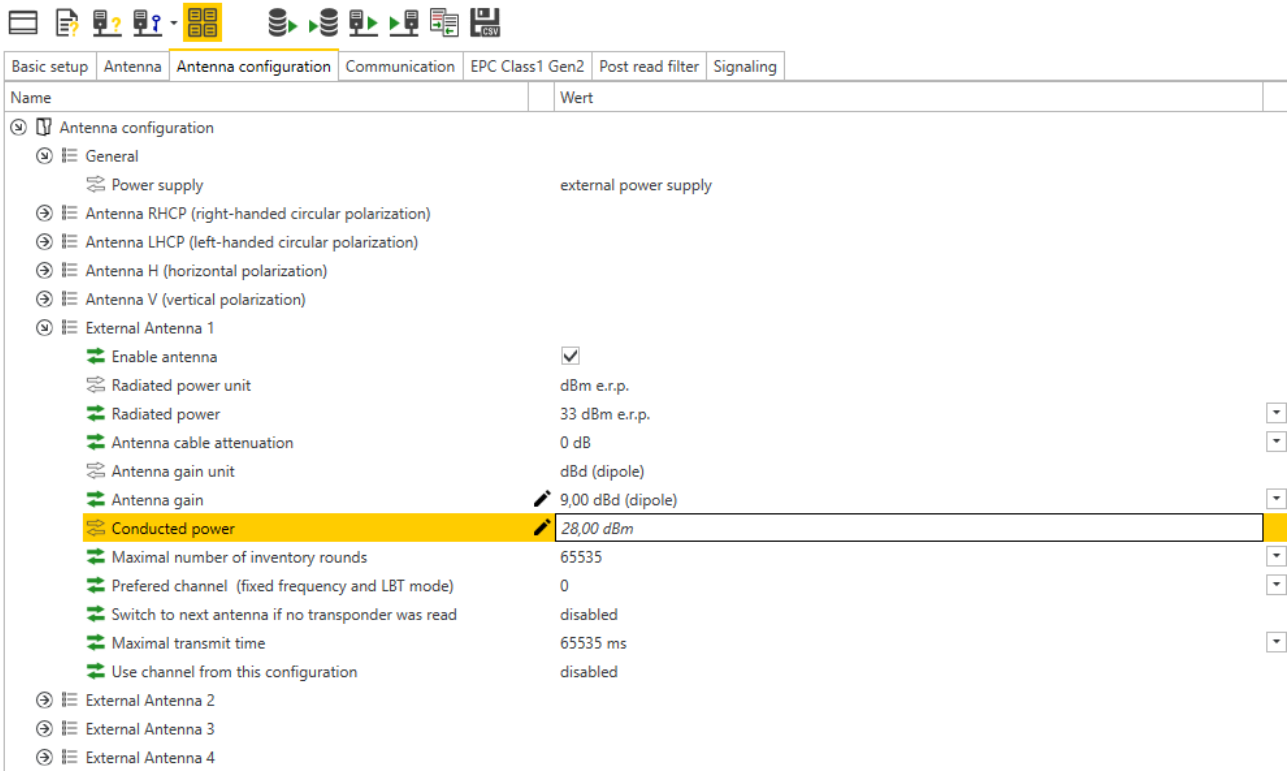 CSV
Basic setup Antenna Antenna configuration Communication EPC Class1 Gen2 Post read filter Signaling
Name Wert
Antenna configuration
General
Power supply external power supply
Antenna RHCP (right-handed circular polarization)
Antenna LHCP (left-handed circular polarization)
Antenna H (horizontal polarization)
Antenna V (vertical polarization)
External Antenna 1
Enable antenna
Radiated power unit dBm e.r.p.
Radiated power 33 dBm e.r.p.
Antenna cable attenuation 0 dB
Antenna gain unit dBd (dipole)
Antenna gain 9,00 dBd (dipole)
Conducted power 28,00 dBm
Maximal number of inventory rounds 65535
Prefered channel (fixed frequency and LBT mode) 0
Switch to next antenna if no transponder was read disabled
Maximal transmit time 65535 ms
Use channel from this configuration disabled
External Antenna 2
External Antenna 3
External Antenna 4